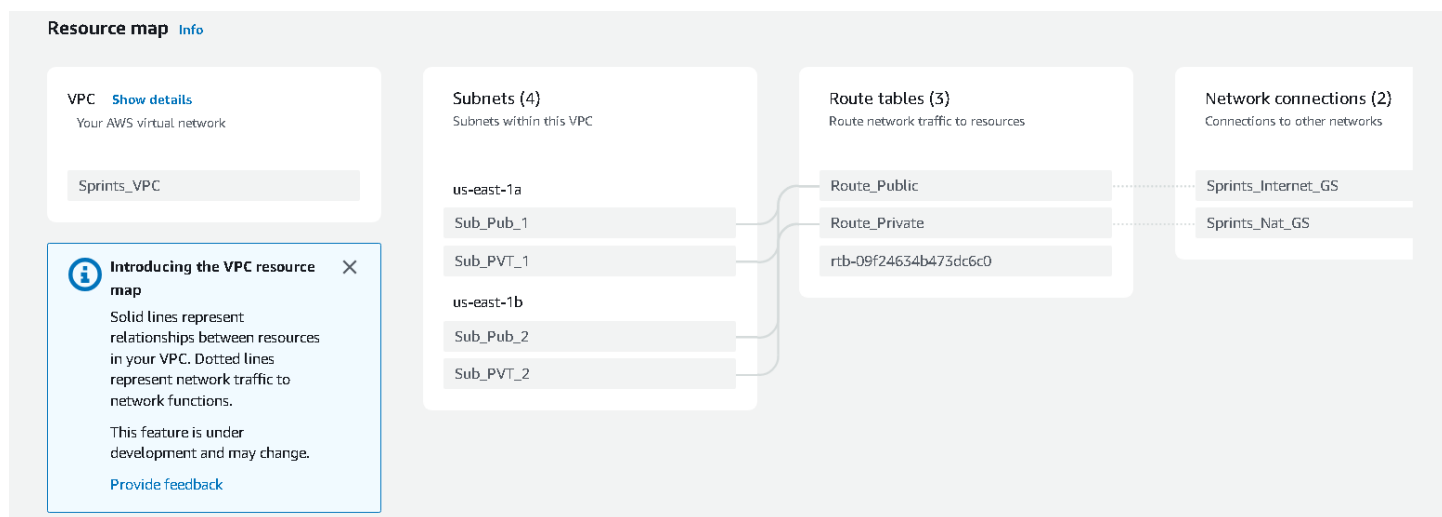 Resource map Info
VPC Show details
Your AWS virtual network
Sprints_VPC
Introducing the VPC resource
map
Solid lines represent
relationships between resources
in your VPC. Dotted lines
represent network traffic to
network functions.
This feature is under
development and may change.
Provide feedback
Subnets (4)
Subnets within this VPC
us-east-1a
Sub_Pub_1
Sub_PVT_1
us-east-1b
Sub_Pub_2
Sub_PVT_2
Route tables (3)
Route network traffic to resources
Route_Public
Route_Private
rtb-09f24634b473dc6c0
Network connections (2)
Connections to other networks
Sprints_Internet_GS
Sprints_Nat_GS